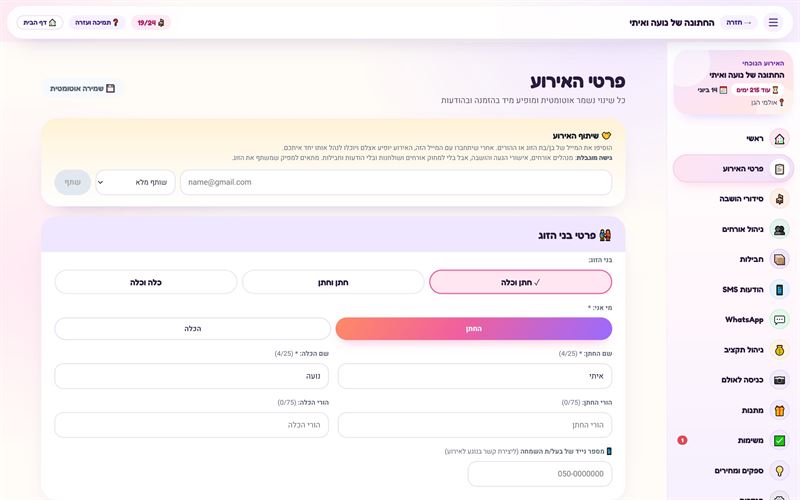 החתונה של נועה ואיתי
→ חזרה
19/24
תמיכה ועזרה
דף הבית
האירוע הנוכחי
החתונה של נועה ואיתי
עוד 215 ימים
14 ביוני
אולמי הגן
ראשי
פרטי האירוע
סידורי הושבה
ניהול אורחים
חבילות
הודעות SMS
WhatsApp
ניהול תקציב
כניסה לאולם
מתנות
משימות
1
ספקים ומחירים
פרטי האירוע
שמירה אוטומטית
כל שינוי נשמר אוטומטית ומופיע מיד בהזמנה ובהודעות
שיתוף האירוע
הוסיפו את המייל של בן/בת הזוג או ההורים. אחרי שיתחברו עם המייל הזה, האירוע יופיע אצלם ויוכלו לנהל אותו יחד איתכם.
גישה מוגבלת: מנהלים אורחים, אישורי הגעה והושבה, אבל בלי למחוק אורחים ושולחנות ובלי הודעות וחבילות. מתאים למפיק שמשתף את הזוג.
name@gmail.com
שותף מלא
שתף
פרטי בני הזוג
בני הזוג:
✓ חתן וכלה
חתן וחתן
כלה וכלה
מי אני: *
החתן
הכלה
שם החתן: * (4/25)
שם הכלה: * (4/25)
איתי
נועה
הורי החתן: (0/75)
הורי הכלה: (0/75)
הורי החתן
הורי הכלה
מספר נייד של בעל/ת השמחה (ליצירת קשר בנוגע לאירוע)
050-0000000